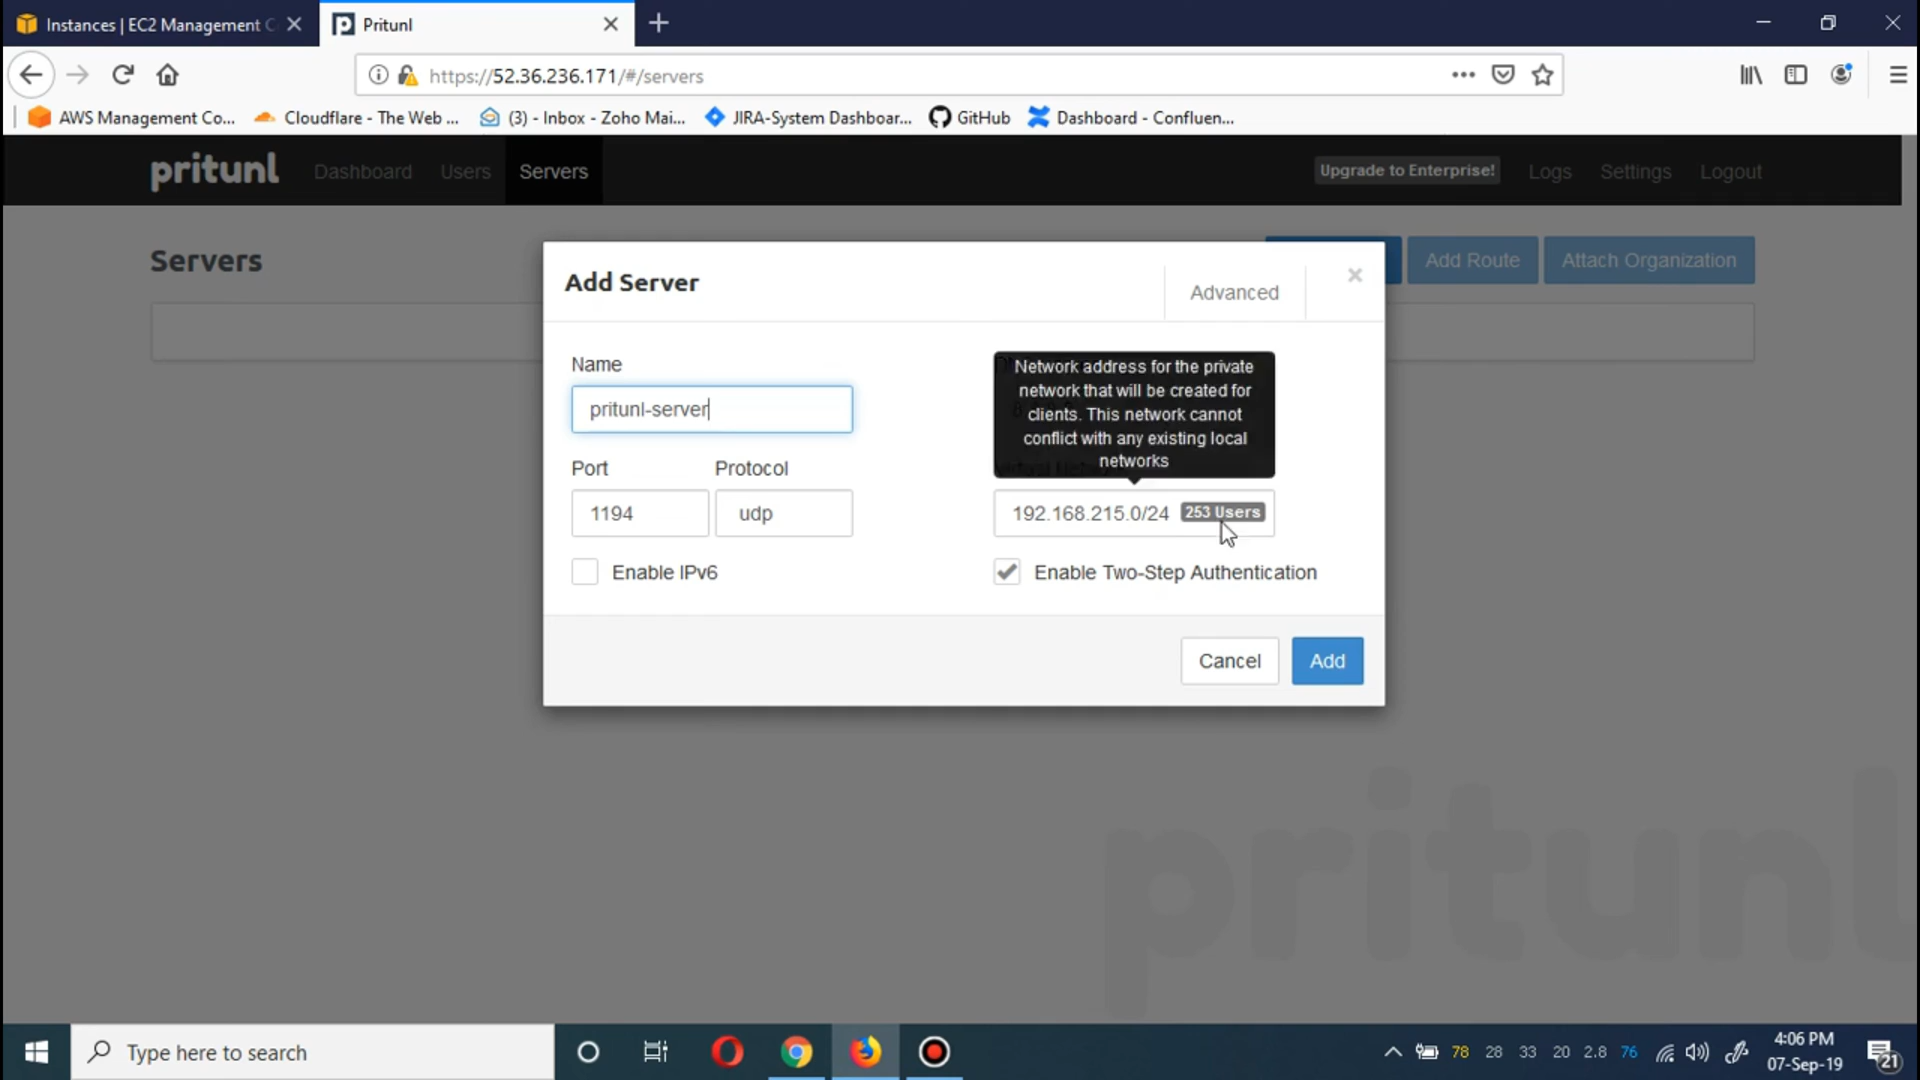 Instances | EC2 Management C
Pritunl
https://52.36.236.171/#/servers
AWS Management Co...
Cloudflare - The Web ...
(3) - Inbox - Zoho Mai...
JIRA-System Dashboar...
GitHub
Dashboard - Confluen...
pritunl
Dashboard
Users
Servers
Upgrade to Enterprise!
Logs
Settings
Logout
Servers
Add Route
Attach Organization
Add Server
Advanced
Name
pritunl-server
Network address for the private
network that will be created for
clients. This network cannot
conflict with any existing local
networks
Port
Protocol
1194
udp
192.168.215.0/24
253 Users
Enable IPv6
Enable Two-Step Authentication
Cancel
Add
pritunl
Type here to search
78
28
33
20
2.8
76
4:06 PM
07-Sep-19
21